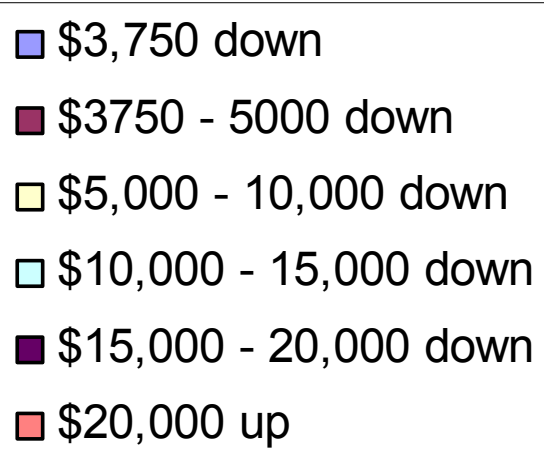 $3,750 down
$3750 - 5000 down
$5,000 - 10,000 down
$10,000 - 15,000 down
$15,000 - 20,000 down
$20,000 up